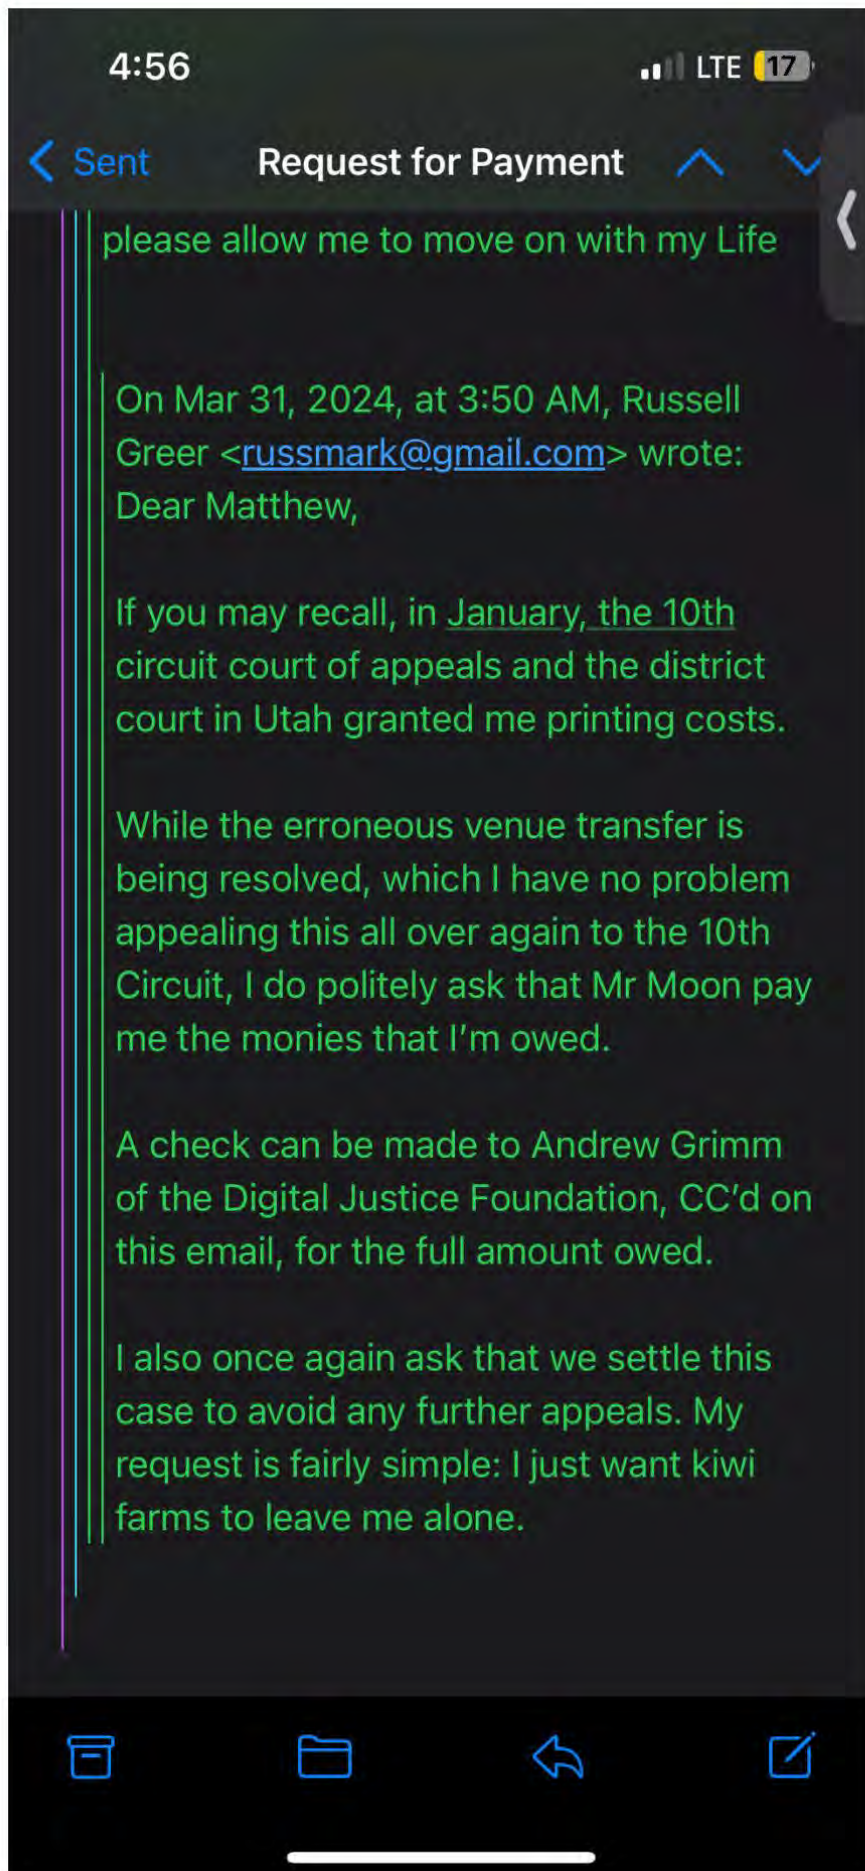 4:56
LTE 17
Sent Request for Payment
please allow me to move on with my Life
On Mar 31, 2024, at 3:50 AM, Russell
Greer <russmark@gmail.com> wrote:
Dear Matthew,
If you may recall, in January, the 10th
circuit court of appeals and the district
court in Utah granted me printing costs.
While the erroneous venue transfer is
being resolved, which I have no problem
appealing this all over again to the 10th
Circuit, I do politely ask that Mr Moon pay
me the monies that I'm owed.
A check can be made to Andrew Grimm
of the Digital Justice Foundation, CC'd on
this email, for the full amount owed.
I also once again ask that we settle this
case to avoid any further appeals. My
request is fairly simple: I just want kiwi
farms to leave me alone.